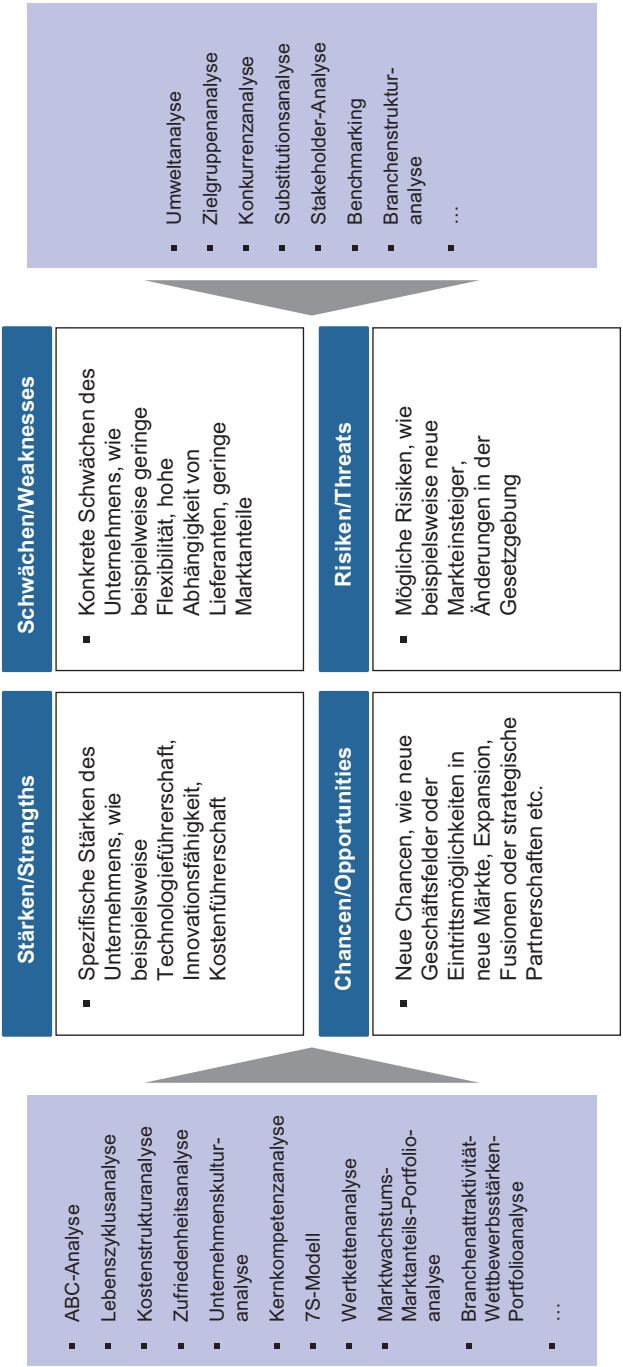 ▪ ABC-Analyse
▪ Lebenszyklusanalyse
▪ Kostenstrukturanalyse
▪ Zufriedenheitsanalyse
▪ Unternehmenskultur-
analyse
▪ Kernkompetenzanalyse
▪ 7S-Modell
▪ Wertkettenanalyse
▪ Marktwachstums-
Marktanteils-Portfolio-
analyse
▪ Branchenattraktivität-
Wettbewerbsstärken-
Portfolioanalyse
▪ …
Stärken/Strengths
▪ Spezifische Stärken des
Unternehmens, wie
beispielsweise
Technologieführerschaft,
Innovationsfähigkeit,
Kostenführerschaft
Schwächen/Weaknesses
▪ Konkrete Schwächen des
Unternehmens, wie
beispielweise geringe
Flexibilität, hohe
Abhängigkeit von
Lieferanten, geringe
Marktanteile
Chancen/Opportunities
▪ Neue Chancen, wie neue
Geschäftsfelder oder
Eintrittsmöglichkeiten in
neue Märkte, Expansion,
Fusionen oder strategische
Partnerschaften etc.
Risiken/Threats
▪ Mögliche Risiken, wie
beispielsweise neue
Markteinsteiger,
Änderungen in der
Gesetzgebung
▪ Umweltanalyse
▪ Zielgruppenanalyse
▪ Konkurrenzanalyse
▪ Substitutionsanalyse
▪ Stakeholder-Analyse
▪ Benchmarking
▪ Branchenstruktur-
analyse
▪ …